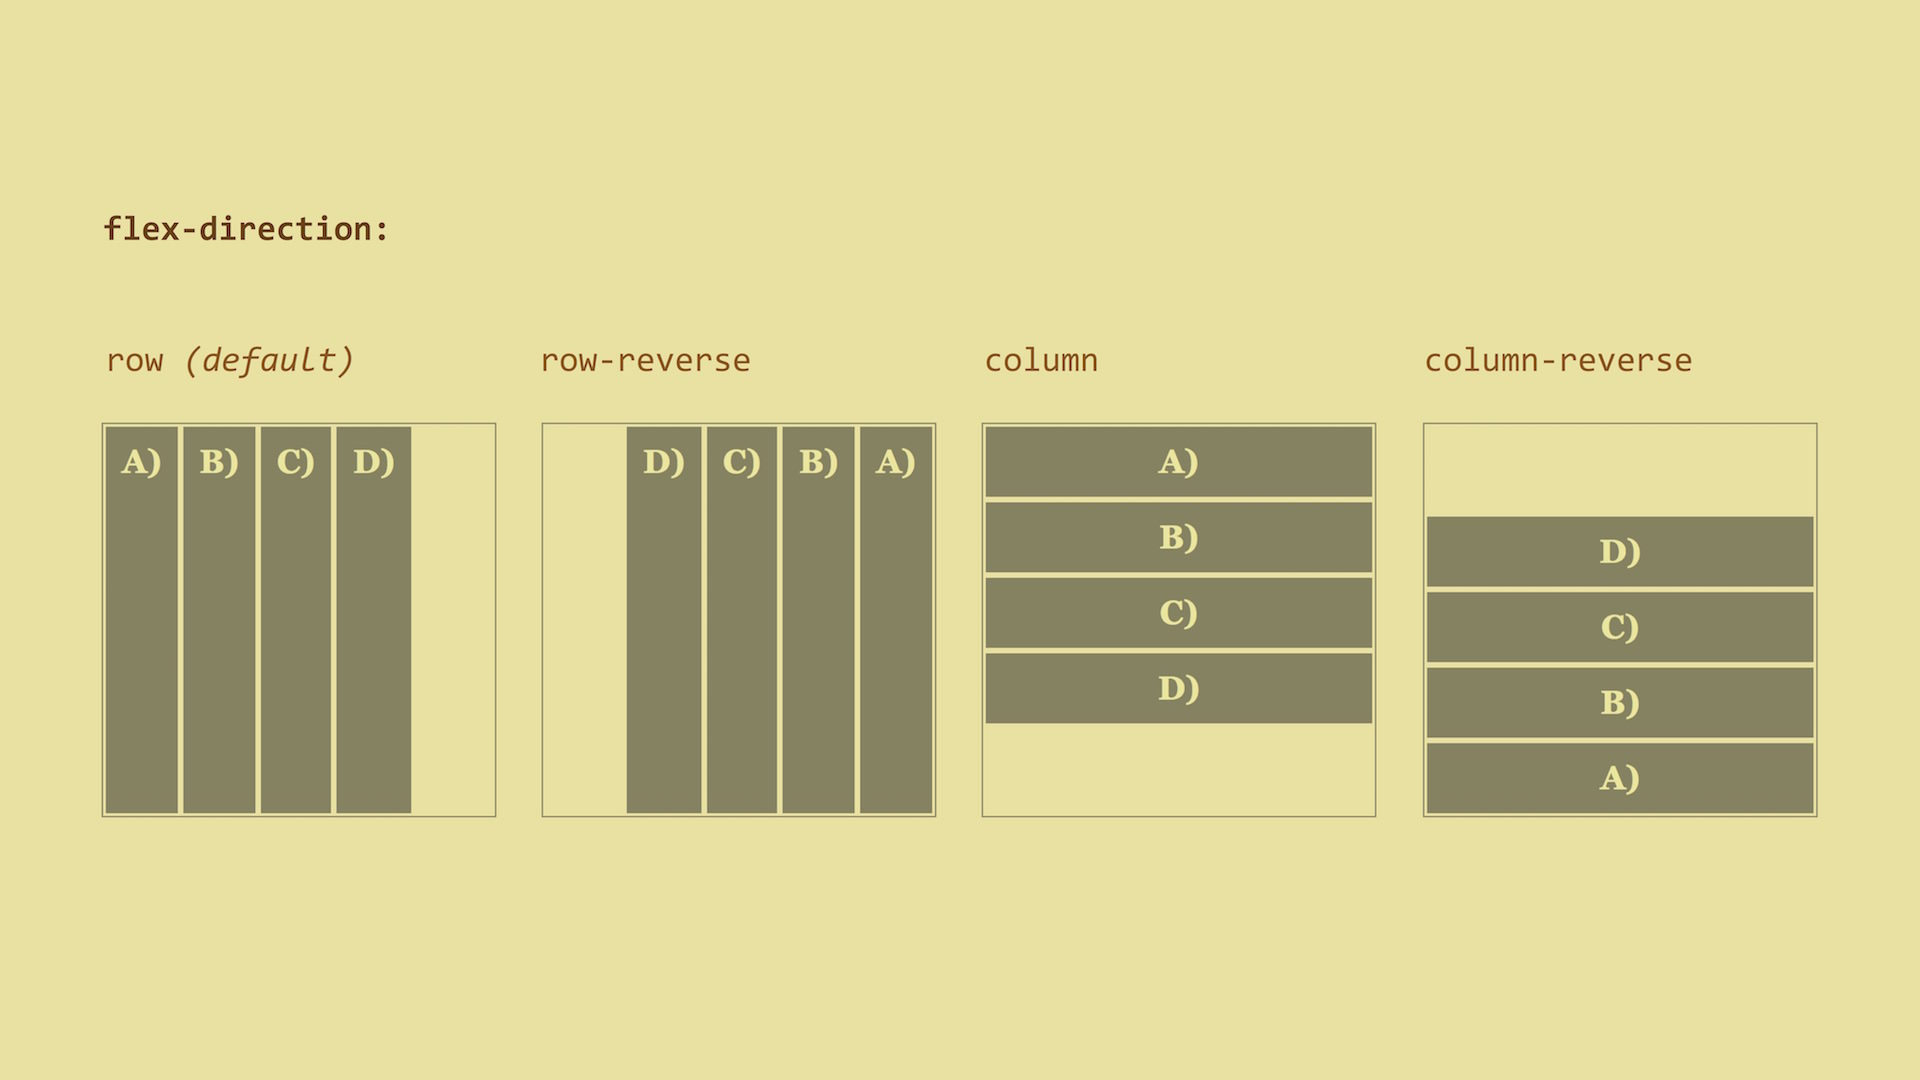 flex-direction:
row (default)
A) B) C) D)
row-reverse
D) C) B) A)
column
A)
B)
C)
D)
column-reverse
D)
C)
B)
A)